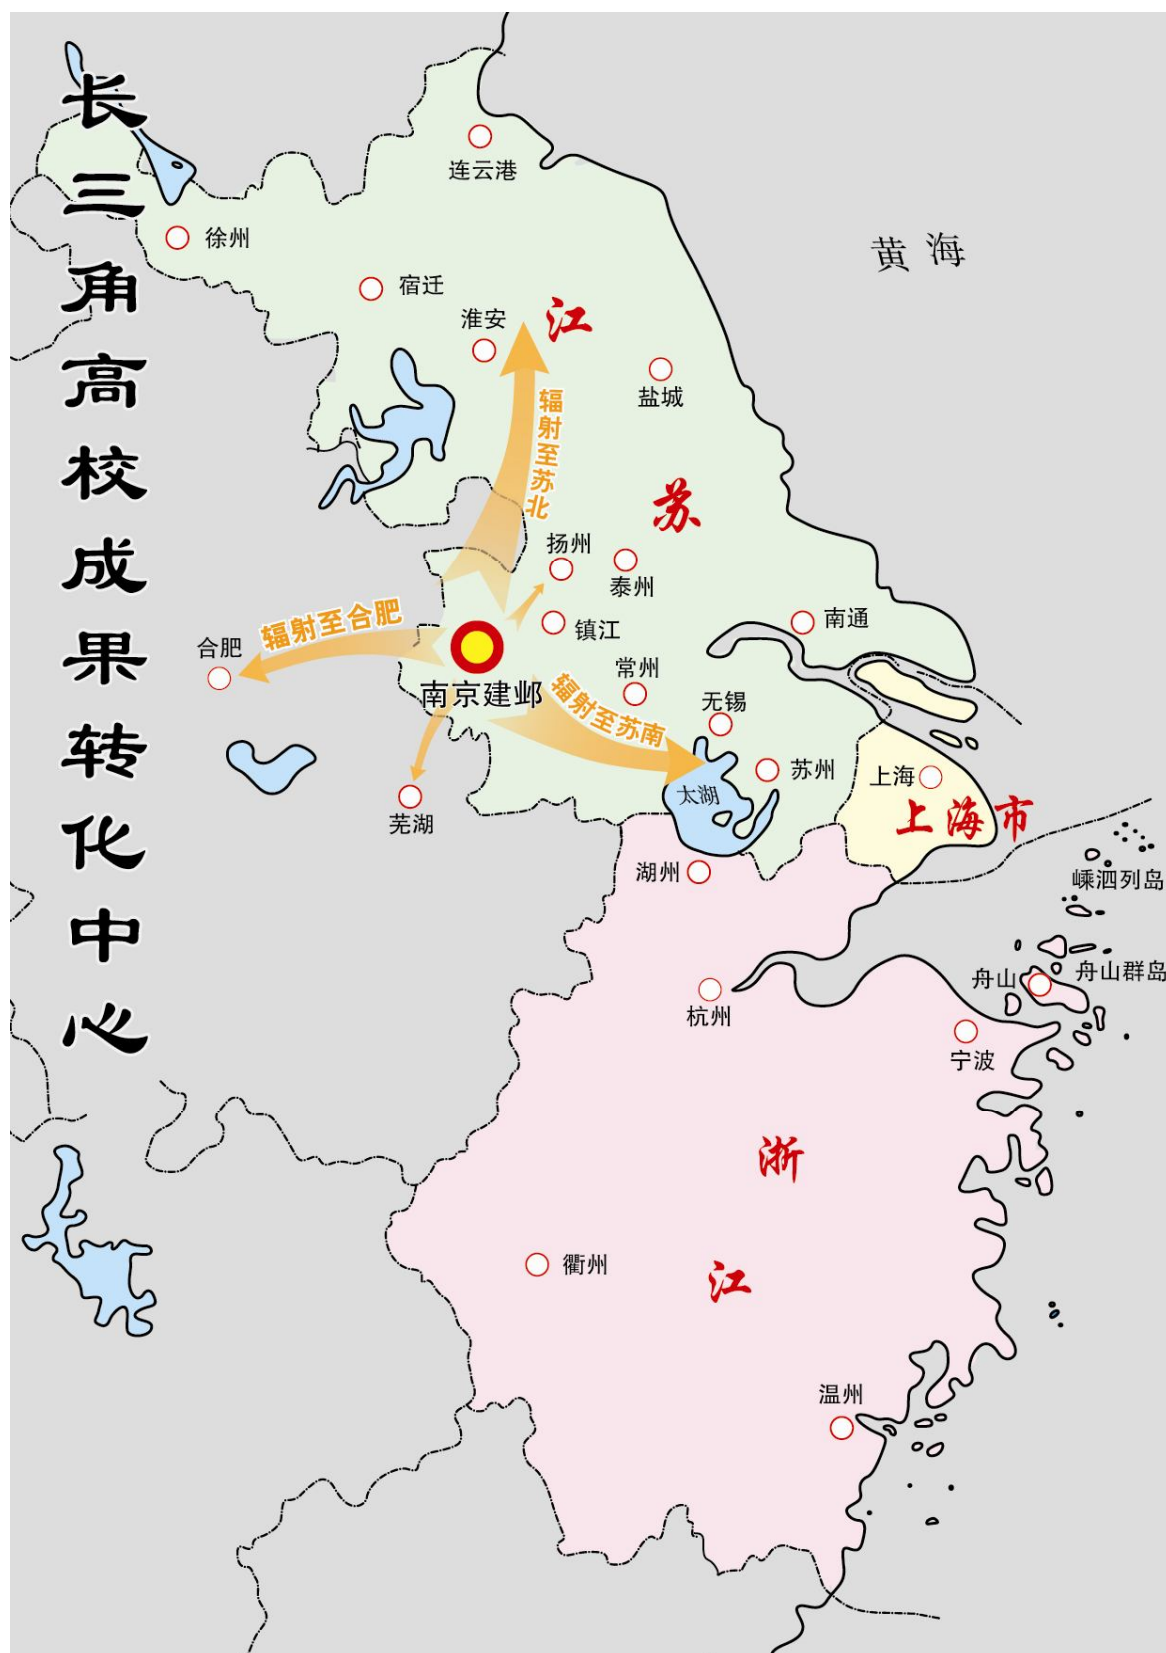 长三角高校成果转化中心
连云港
徐州
黄海
宿迁
淮安
江
盐城
辐射至苏北
苏
扬州
泰州
镇江
南通
辐射至合肥
合肥
南京建邺
常州
辐射至苏南
无锡
苏州
太湖
上海
上海市
芜湖
湖州
嵊泗列岛
舟山
舟山群岛
杭州
宁波
浙
江
衢州
温州